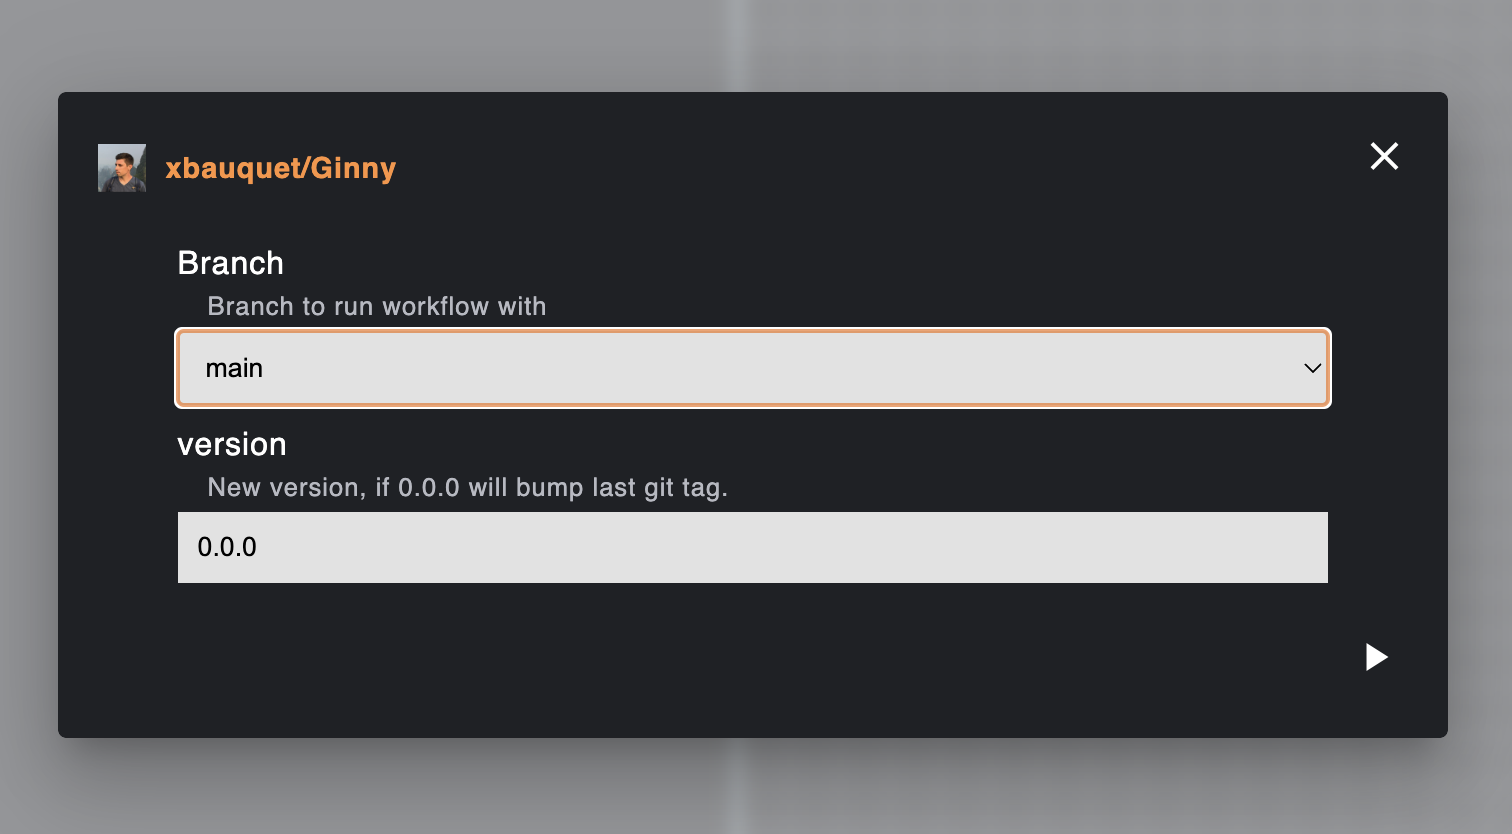 xbauquet/Ginny
Branch
Branch to run workflow with
main
version
New version, if 0.0.0 will bump last git tag.
0.0.0